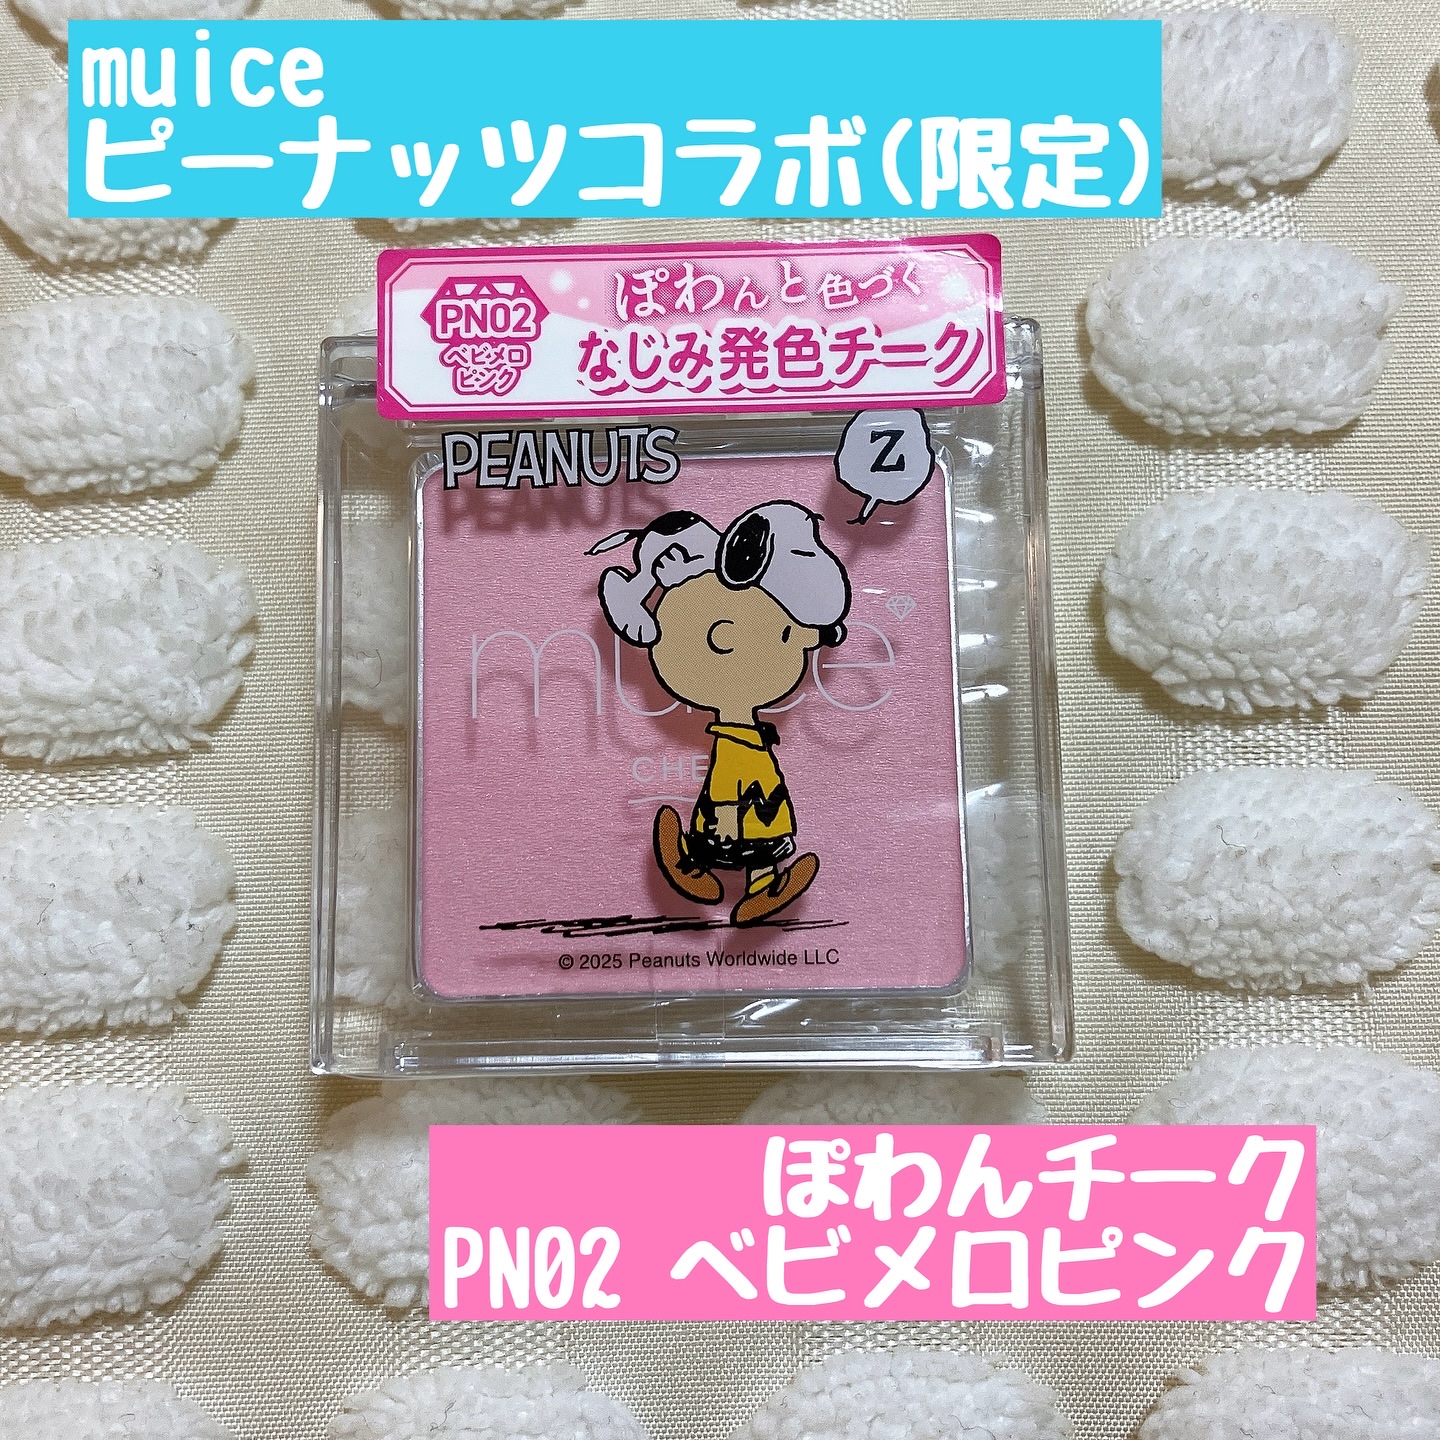 muice
ピーナッツコラボ(限定)
PN02
ベビメロ
ピンク
ぽわんと色づく
なじみ発色チーク
PEANUTS
Z
muice
CHE
© 2025 Peanuts Worldwide LLC
ぽわんチーク
PN02 ベビメロピンク